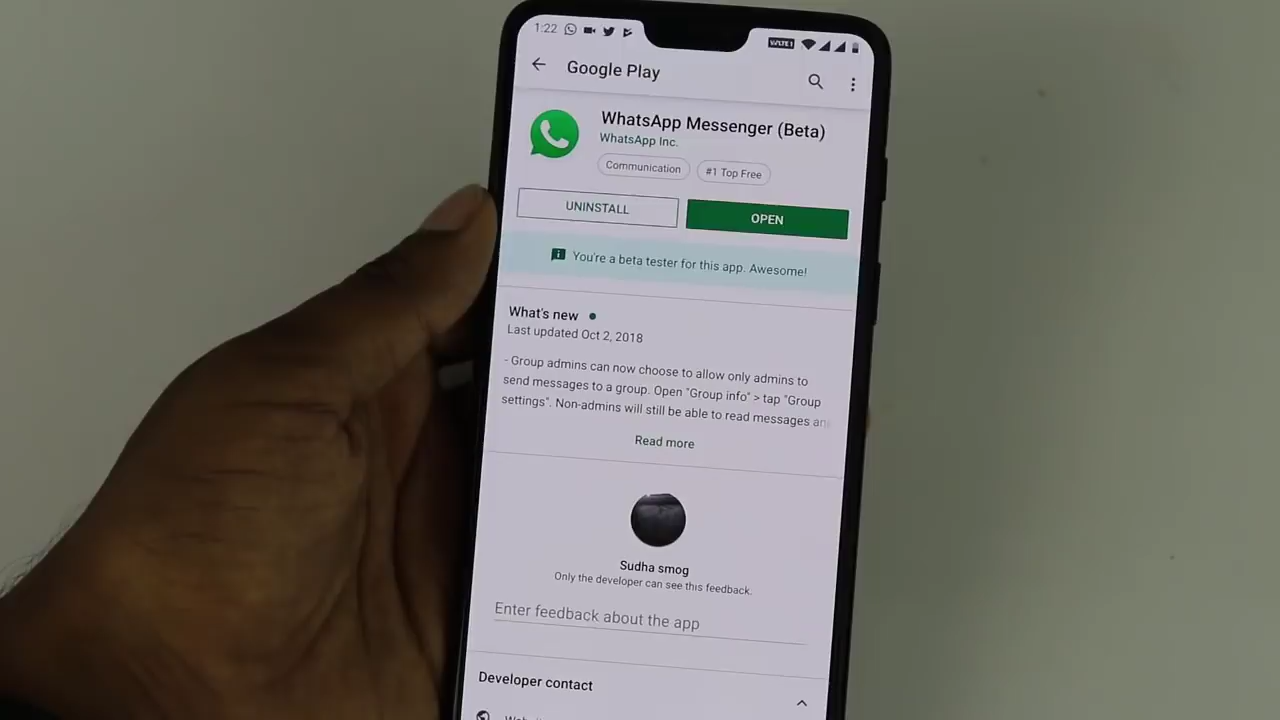 1:22
VoLTE 1
Google Play
WhatsApp Messenger (Beta)
WhatsApp Inc.
Communication
#1 Top Free
UNINSTALL
OPEN
You're a beta tester for this app. Awesome!
What's new
Last updated Oct 2, 2018
- Group admins can now choose to allow only admins to
send messages to a group. Open "Group info" > tap "Group
settings". Non-admins will still be able to read messages an
Read more
Sudha smog
Only the developer can see this feedback.
Enter feedback about the app
Developer contact